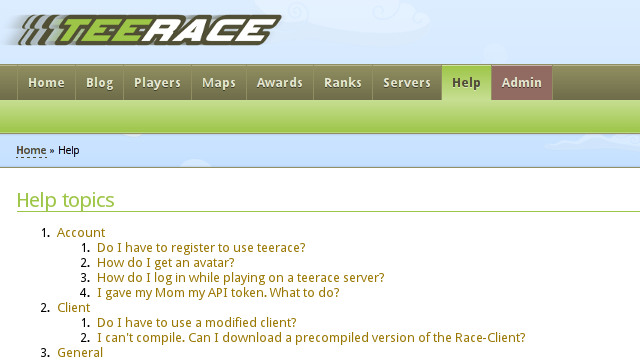 TEERACE
Home Blog Players Maps Awards Ranks Servers Help Admin
Home » Help
Help topics
1. Account
1. Do I have to register to use teerace?
2. How do I get an avatar?
3. How do I log in while playing on a teerace server?
4. I gave my Mom my API token. What to do?
2. Client
1. Do I have to use a modified client?
2. I can't compile. Can I download a precompiled version of the Race-Client?
3. General